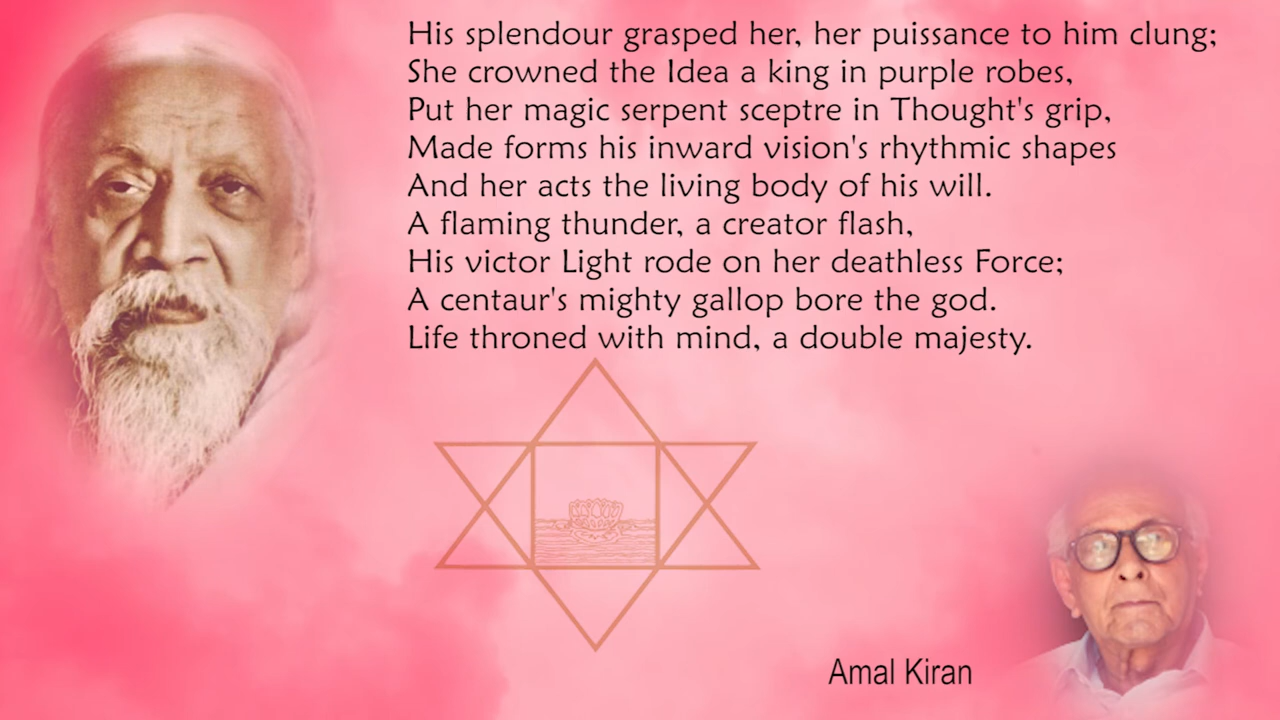 His splendour grasped her, her puissance to him clung;
She crowned the Idea a king in purple robes,
Put her magic serpent sceptre in Thought's grip,
Made forms his inward vision's rhythmic shapes
And her acts the living body of his will.
A flaming thunder, a creator flash,
His victor Light rode on her deathless Force;
A centaur's mighty gallop bore the god.
Life throned with mind, a double majesty.
Amal Kiran